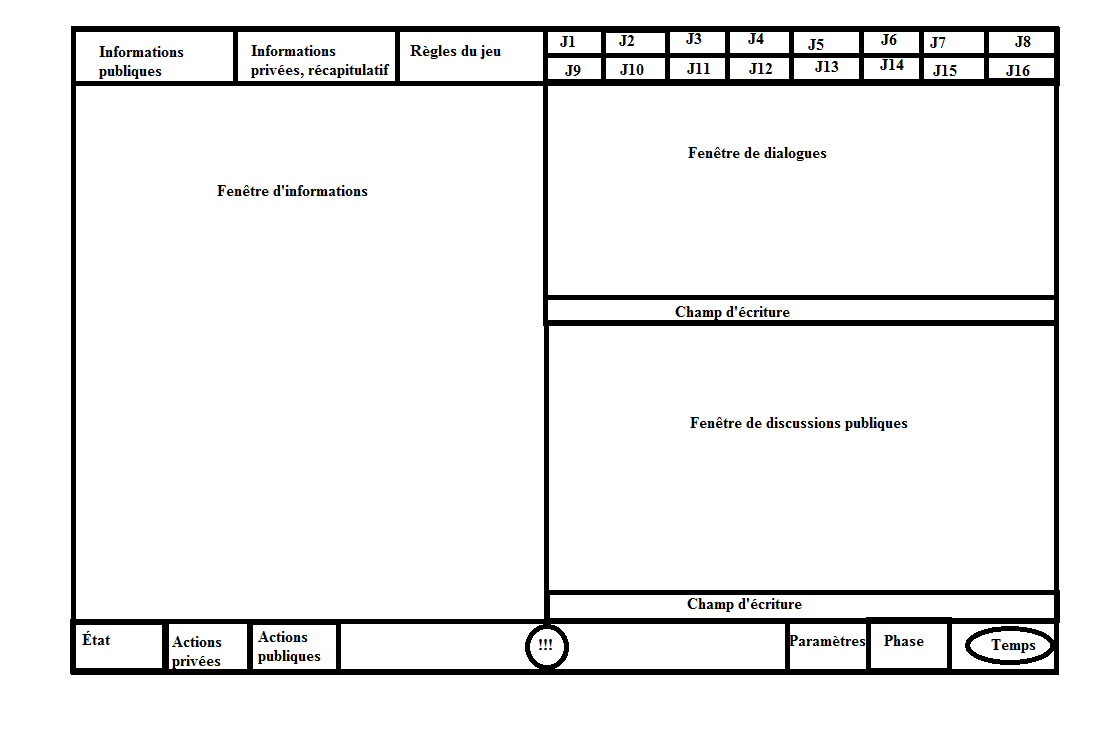 Informations
publiques
Informations
privées, récapitulatif
Règles du jeu
J1 J2 J3 J4 J5 J6 J7 J8
J9 J10 J11 J12 J13 J14 J15 J16
Fenêtre d'informations
Fenêtre de dialogues
Champ d'écriture
Fenêtre de discussions publiques
Champ d'écriture
État
Actions
privées
Actions
publiques
!!!
Paramètres
Phase
Temps